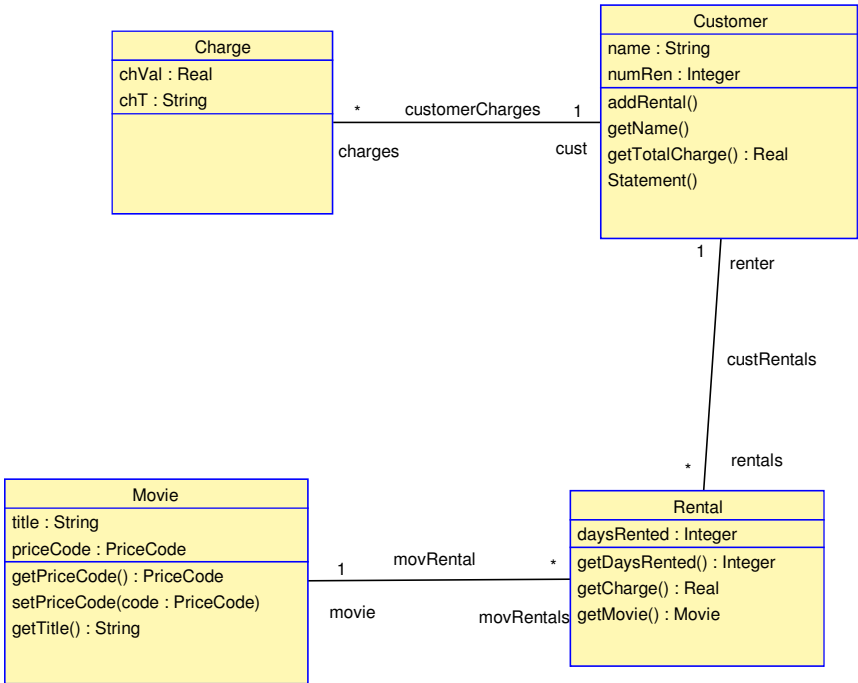 Customer
name : String
numRen : Integer
addRental()
getName()
getTotalCharge() : Real
Statement()
Charge
chVal : Real
chT : String
* customerCharges 1
charges cust
1
renter
custRentals
* rentals
Movie
title : String
priceCode : PriceCode
getPriceCode() : PriceCode
setPriceCode(code : PriceCode)
getTitle() : String
1 movRental *
movie movRentals
Rental
daysRented : Integer
getDaysRented() : Integer
getCharge() : Real
getMovie() : Movie